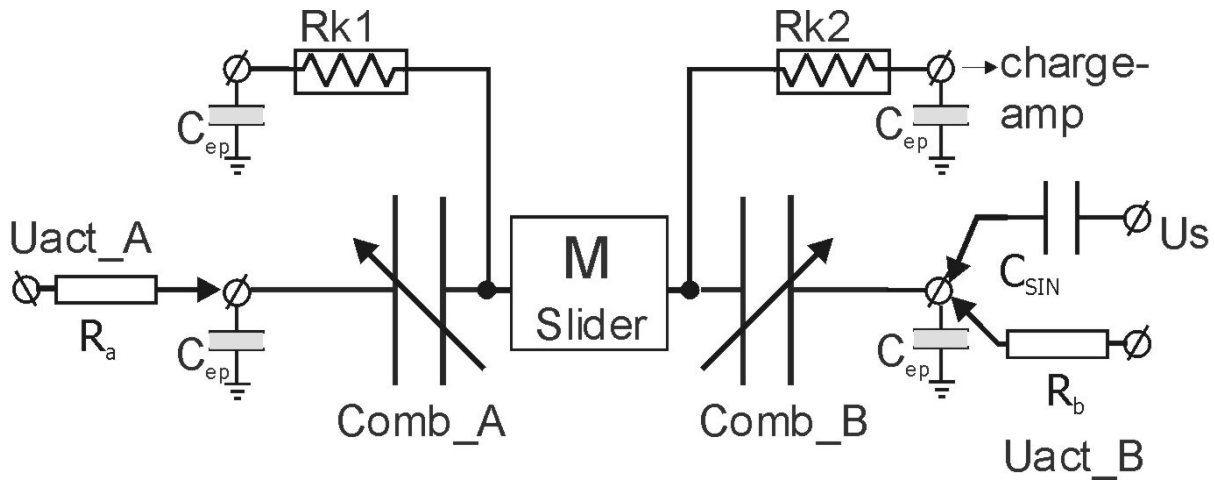 Rk1
Rk2
charge-
amp
C_ep
C_ep
Uact_A
M
Slider
Us
C_SIN
R_a
C_ep
C_ep
R_b
Comb_A
Comb_B
Uact_B